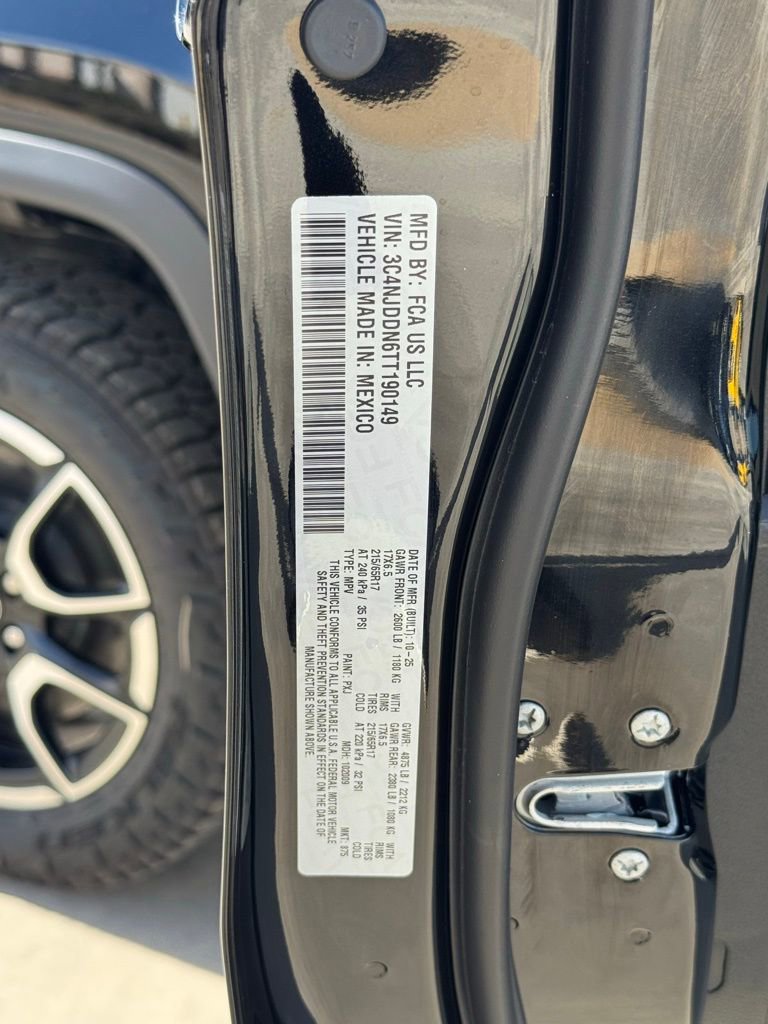 MFD BY: FCA US LLC
VIN: 3C4NJDDN6TT190149
VEHICLE MADE IN: MEXICO
DATE OF MFR (BUILT): 10-25 GVWR: 4875 LB / 2212 KG
GAWR FRONT: 2600 LB / 1180 KG WITH GAWR REAR: 2380 LB / 1080 KG WITH
17X6.5 RIMS 17X6.5 RIMS
215/65R17 TIRES 215/65R17 TIRES
AT 240 kPa / 35 PSI COLD AT 220 kPa / 32 PSI COLD
TYPE: MPV PAINT: PXJ MDH: 102009 MKT: 875
THIS VEHICLE CONFORMS TO ALL APPLICABLE U.S.A. FEDERAL MOTOR VEHICLE
SAFETY AND THEFT PREVENTION STANDARDS IN EFFECT ON THE DATE OF
MANUFACTURE SHOWN ABOVE